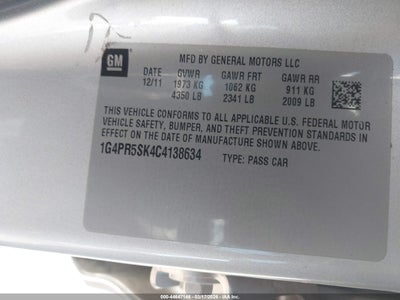 GM
MFD BY GENERAL MOTORS LLC
DATE GVWR GAWR FRT GAWR RR
12/11 1973 KG 1062 KG 911 KG
4350 LB 2341 LB 2009 LB
THIS VEHICLE CONFORMS TO ALL APPLICABLE U.S. FEDERAL MOTOR
VEHICLE SAFETY, BUMPER, AND THEFT PREVENTION STANDARDS IN
EFFECT ON THE DATE OF MANUFACTURE SHOWN ABOVE.
1G4PR5SK4C4138634 TYPE: PASS CAR